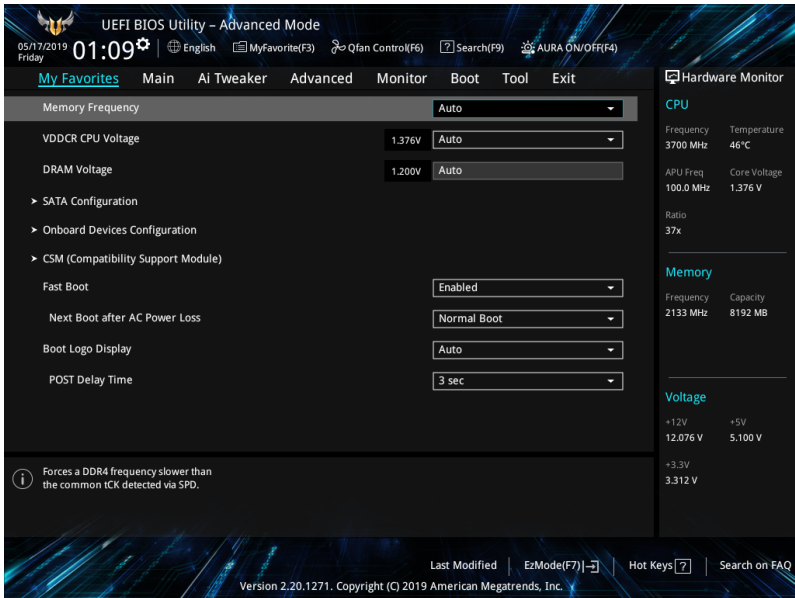 UEFI BIOS Utility – Advanced Mode
05/17/2019
Friday
01:09
English
MyFavorite(F3)
Qfan Control(F6)
? Search(F9)
AURA ON/OFF(F4)
My Favorites Main Ai Tweaker Advanced Monitor Boot Tool Exit
Hardware Monitor
Memory Frequency Auto
VDDCR CPU Voltage 1.376V Auto
DRAM Voltage 1.200V Auto
SATA Configuration
Onboard Devices Configuration
CSM (Compatibility Support Module)
Fast Boot Enabled
Next Boot after AC Power Loss Normal Boot
Boot Logo Display Auto
POST Delay Time 3 sec
CPU
Frequency Temperature
3700 MHz 46°C
APU Freq Core Voltage
100.0 MHz 1.376 V
Ratio
37x
Memory
Frequency Capacity
2133 MHz 8192 MB
Voltage
+12V +5V
12.076 V 5.100 V
+3.3V
3.312 V
i
Forces a DDR4 frequency slower than
the common tCK detected via SPD.
Last Modified EzMode(F7) Hot Keys ? Search on FAQ
Version 2.20.1271. Copyright (C) 2019 American Megatrends, Inc.